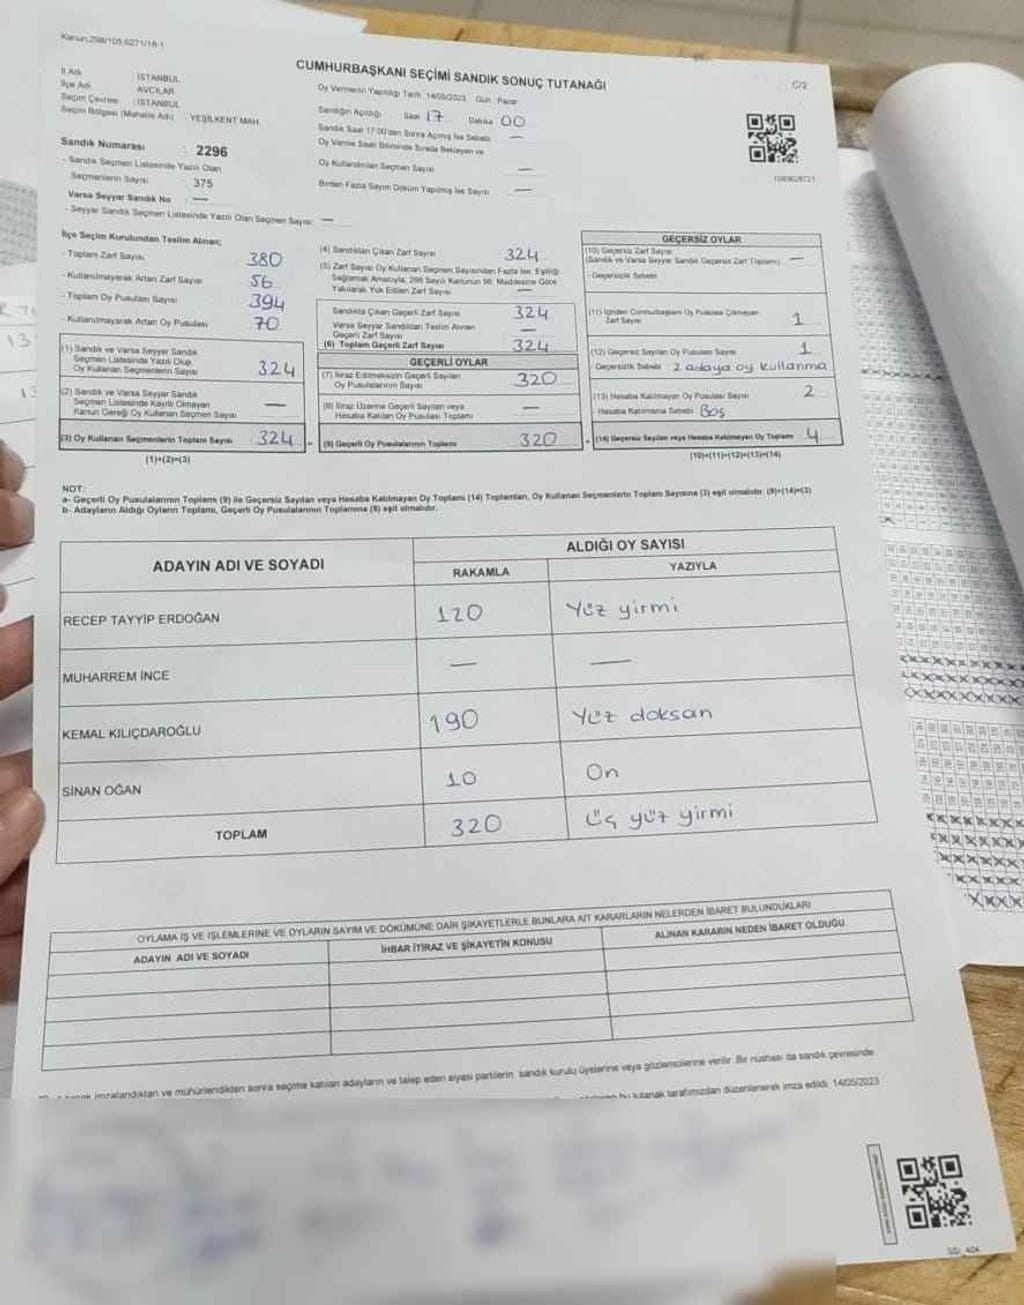 Kanun:298/105,6271/18-1
CUMHURBAŞKANI SEÇİMİ SANDIK SONUÇ TUTANAĞI
C/2
İl Adı : İSTANBUL
İlçe Adı : AVCILAR
Seçim Çevresi : İSTANBUL
Seçim Bölgesi (Mahalle Adı) : YEŞİLKENT MAH.
Sandık Numarası : 2296
- Sandık Seçmen Listesinde Yazılı Olan
Seçmenlerin Sayısı : 375
Varsa Seyyar Sandık No : —
- Seyyar Sandık Seçmen Listesinde Yazılı Olan Seçmen Sayısı: —
Oy Vermenin Yapıldığı Tarih: 14/05/2023 Gün: Pazar
Sandığın Açıldığı Saat 17 Dakika 00
Sandık Saat 17:00'den Sonra Açılmış İse Sebebi —
Oy Verme Saati Bitiminde Sırada Bekleyen ve
Oy Kullandırılan Seçmen Sayısı —
Birden Fazla Sayım Döküm Yapılmış İse Sayısı —
İlçe Seçim Kurulundan Teslim Alınan;
- Toplam Zarf Sayısı 380
- Kullanılmayarak Artan Zarf Sayısı 56
- Toplam Oy Pusulası Sayısı 394
- Kullanılmayarak Artan Oy Pusulası 70
(1) Sandık ve Varsa Seyyar Sandık
Seçmen Listesinde Yazılı Olup
Oy Kullanan Seçmenlerin Sayısı 324
(2) Sandık ve Varsa Seyyar Sandık
Seçmen Listesinde Kayıtlı Olmayan
Kanun Gereği Oy Kullanan Seçmen Sayısı —
(3) Oy Kullanan Seçmenlerin Toplam Sayısı 324
(1)+(2)=(3)
(4) Sandıktan Çıkan Zarf Sayısı 324
(5) Zarf Sayısı Oy Kullanan Seçmen Sayısından Fazla İse, Eşitliği
Sağlamak Amacıyla, 298 Sayılı Kanunun 98. Maddesine Göre
Yakılarak Yok Edilen Zarf Sayısı —
Sandıkta Çıkan Geçerli Zarf Sayısı 324
Varsa Seyyar Sandıktan Teslim Alınan
Geçerli Zarf Sayısı —
(6) Toplam Geçerli Zarf Sayısı 324
GEÇERLİ OYLAR
(7) İtiraz Edilmeksizin Geçerli Sayılan
Oy Pusulalarının Sayısı 320
(8) İtiraz Üzerine Geçerli Sayılan veya
Hesaba Katılan Oy Pusulası Toplamı —
(9) Geçerli Oy Pusulalarının Toplamı 320
GEÇERSİZ OYLAR
(10) Geçersiz Zarf Sayısı
(Sandık ve Varsa Seyyar Sandık Geçersiz Zarf Toplamı) —
- Geçersizlik Sebebi
(11) İçinden Cumhurbaşkanı Oy Pusulası Çıkmayan
Zarf Sayısı 1
(12) Geçersiz Sayılan Oy Pusulası Sayısı 1
- Geçersizlik Sebebi 2 adaya oy kullanma
(13) Hesaba Katılmayan Oy Pusulası Sayısı 2
- Hesaba Katılmama Sebebi Boş
(14) Geçersiz Sayılan veya Hesaba Katılmayan Oy Toplamı 4
(10)+(11)+(12)+(13)=(14)
NOT:
a- Geçerli Oy Pusulalarının Toplamı (9) ile Geçersiz Sayılan veya Hesaba Katılmayan Oy Toplamı (14) Toplamları, Oy Kullanan Seçmenlerin Toplam Sayısına (3) eşit olmalıdır. (9)+(14)=(3)
b- Adayların Aldığı Oyların Toplamı, Geçerli Oy Pusulalarının Toplamına (9) eşit olmalıdır.
ADAYIN ADI VE SOYADI
ALDIĞI OY SAYISI
RAKAMLA YAZIYLA
RECEP TAYYİP ERDOĞAN 120 Yüz yirmi
MUHARREM İNCE — —
KEMAL KILIÇDAROĞLU 190 Yüz doksan
SİNAN OĞAN 10 On
TOPLAM 320 Üç yüz yirmi
OYLAMA İŞ VE İŞLEMLERİNE VE OYLARIN SAYIM VE DÖKÜMÜNE DAİR ŞİKAYETLERLE BUNLARA AİT KARARLARIN NELERDEN İBARET BULUNDUKLARI
ADAYIN ADI VE SOYADI İHBAR İTİRAZ VE ŞİKAYETİN KONUSU ALINAN KARARIN NEDEN İBARET OLDUĞU
imzalandıktan ve mühürlendikten sonra seçime katılan adayların ve talep eden siyasi partilerin, sandık kurulu üyelerine veya gözlemcilerine verilir. Bir nüshası da sandık çevresinde
bu tutanak tarafımızdan düzenlenerek imza edildi. 14/05/2023